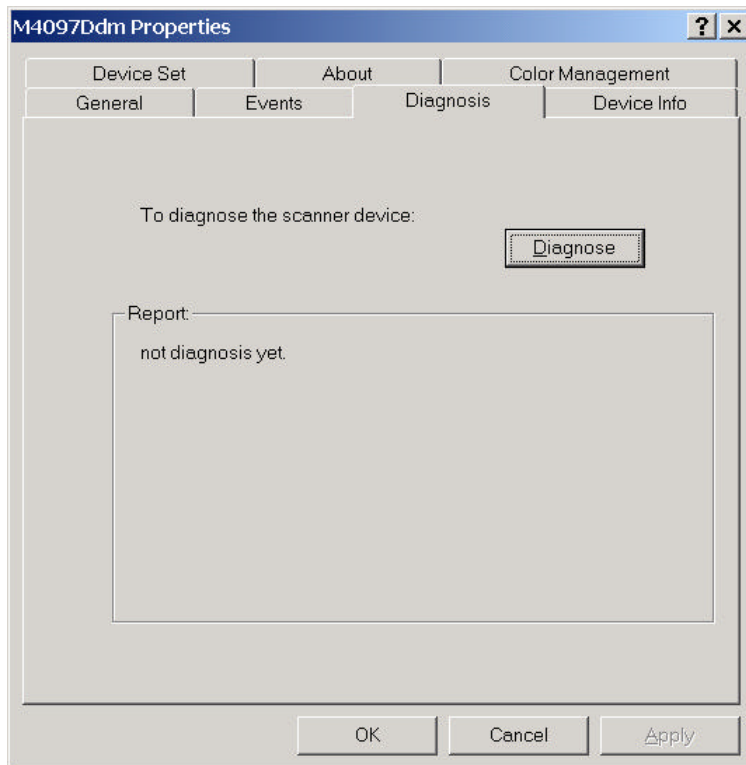 M4097Ddm Properties
Device Set About Color Management
General Events Diagnosis Device Info
To diagnose the scanner device:
Diagnose
Report:
not diagnosis yet.
OK Cancel Apply